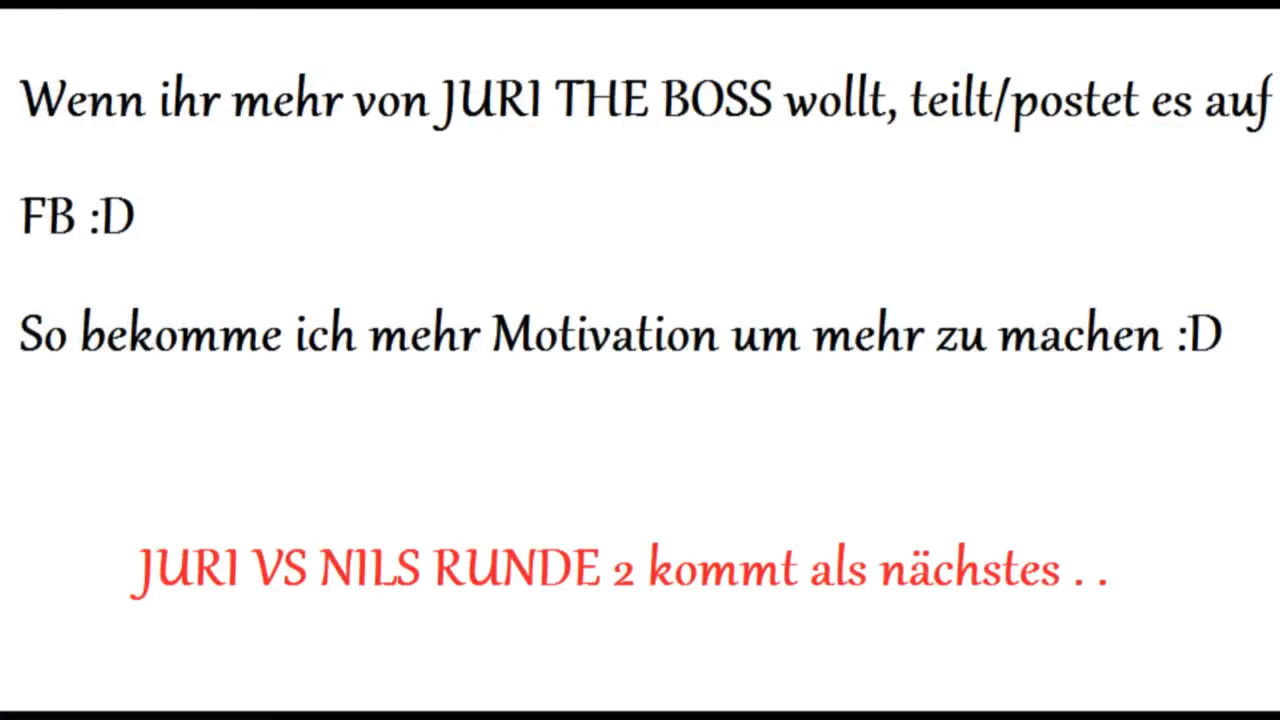 Wenn ihr mehr von JURI THE BOSS wollt, teilt/postet es auf
FB :D
So bekomme ich mehr Motivation um mehr zu machen :D
JURI VS NILS RUNDE 2 kommt als nächstes . .